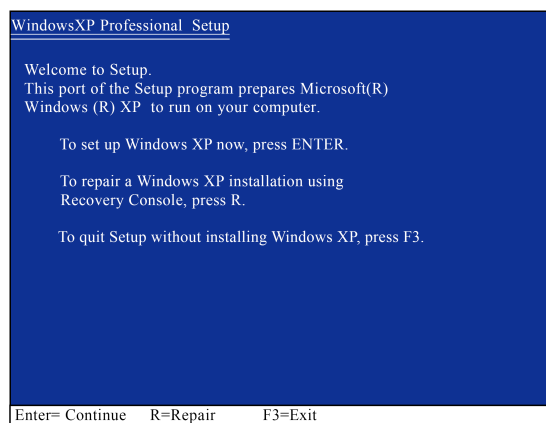 WindowsXP Professional Setup
Welcome to Setup.
This port of the Setup program prepares Microsoft(R)
Windows (R) XP to run on your computer.
To set up Windows XP now, press ENTER.
To repair a Windows XP installation using
Recovery Console, press R.
To quit Setup without installing Windows XP, press F3.
Enter= Continue R=Repair F3=Exit